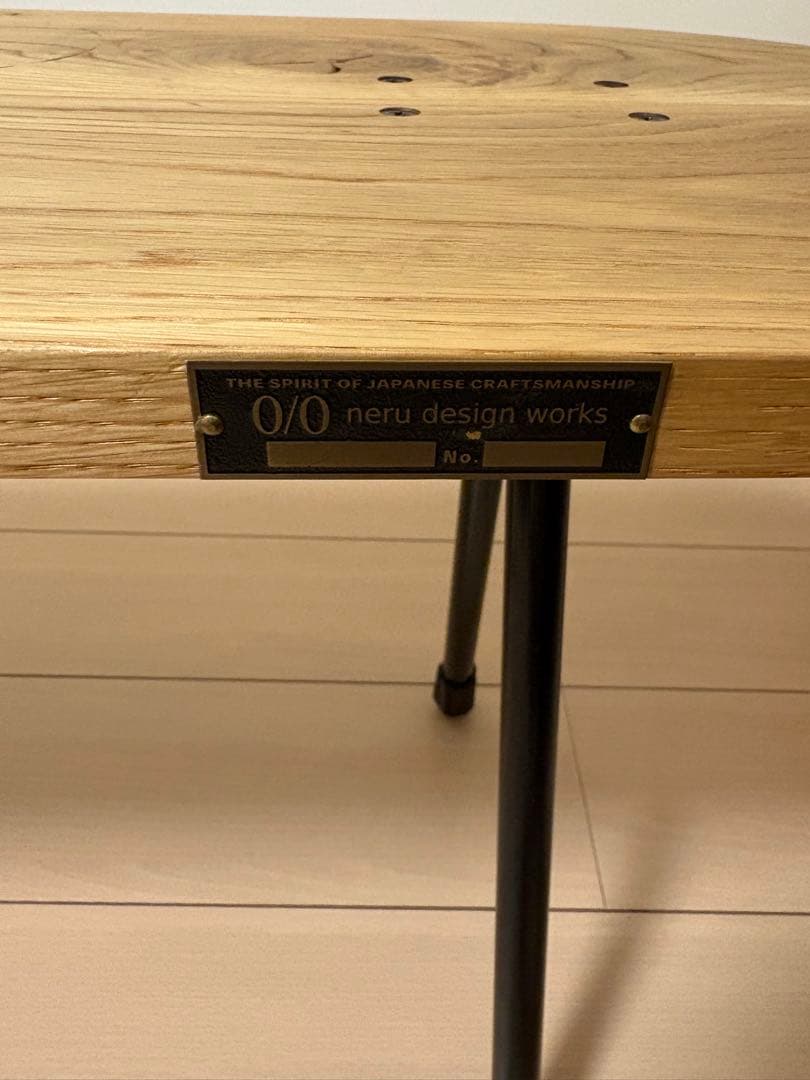 THE SPIRIT OF JAPANESE CRAFTSMANSHIP
0/0 neru design works
No.